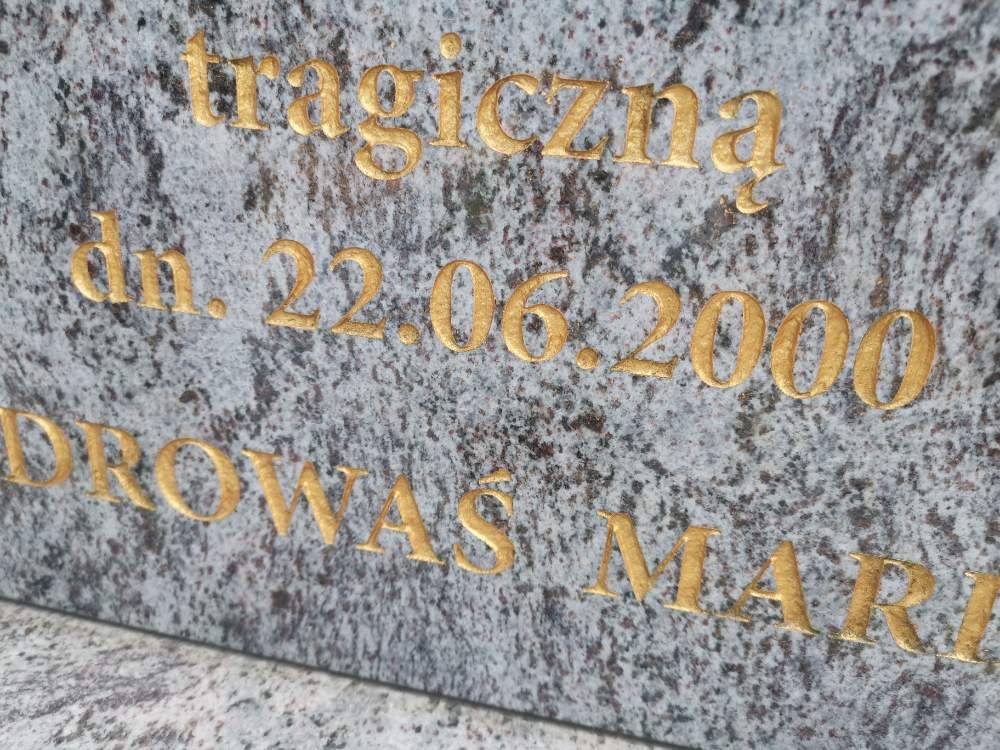 tragiczną
dn. 22.06.2000
DROWAŚ MARI